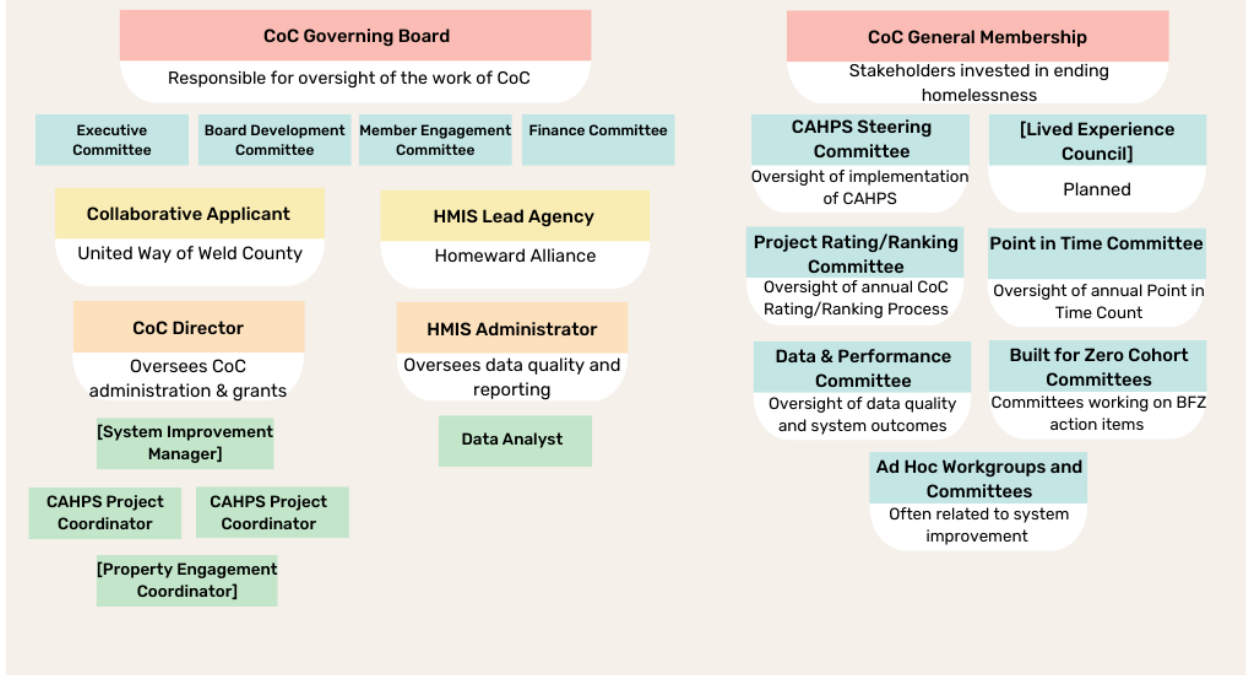 CoC Governing Board
Responsible for oversight of the work of CoC
Executive
Committee
Board Development
Committee
Member Engagement
Committee
Finance Committee
Collaborative Applicant
United Way of Weld County
HMIS Lead Agency
Homeward Alliance
CoC Director
Oversees CoC
administration & grants
HMIS Administrator
Oversees data quality and
reporting
[System Improvement
Manager]
Data Analyst
CAHPS Project
Coordinator
CAHPS Project
Coordinator
[Property Engagement
Coordinator]
CoC General Membership
Stakeholders invested in ending
homelessness
CAHPS Steering
Committee
Oversight of implementation
of CAHPS
[Lived Experience
Council]
Planned
Project Rating/Ranking
Committee
Oversight of annual CoC
Rating/Ranking Process
Point in Time Committee
Oversight of annual Point in
Time Count
Data & Performance
Committee
Oversight of data quality
and system outcomes
Built for Zero Cohort
Committees
Committees working on BFZ
action items
Ad Hoc Workgroups and
Committees
Often related to system
improvement